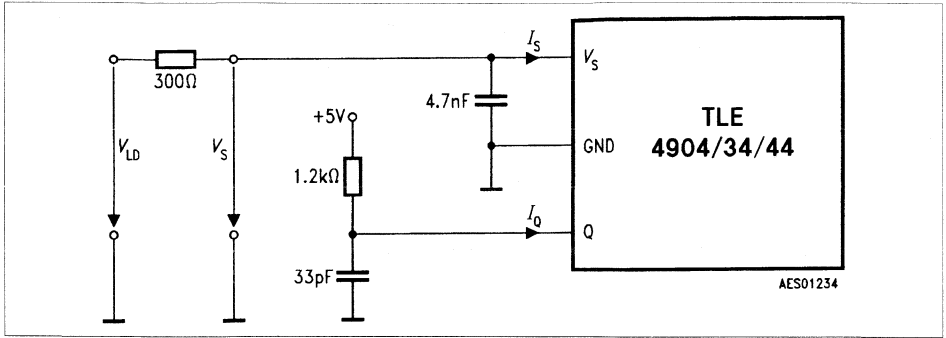 I_S
V_S
300Ω
4.7nF
TLE
4904/34/44
+5V
V_LD
V_S
GND
1.2kΩ
I_Q
Q
33pF
AES01234